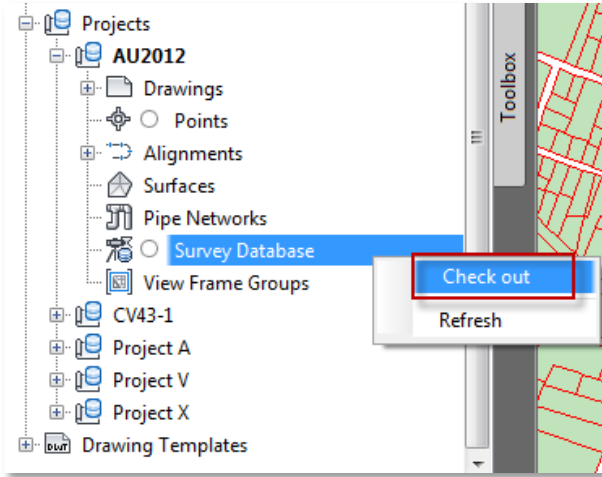 Projects
AU2012
Drawings
Points
Alignments
Surfaces
Pipe Networks
Survey Database
View Frame Groups
CV43-1
Project A
Project V
Project X
DWT Drawing Templates
Check out
Refresh
Toolbox